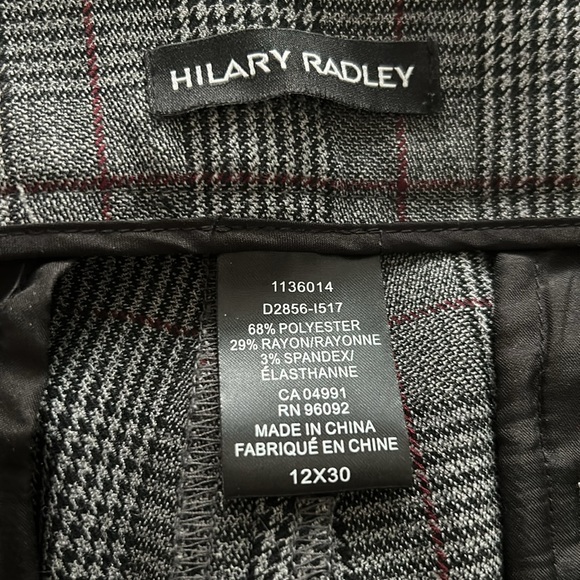 HILARY RADLEY
1136014
D2856-I517
68% POLYESTER
29% RAYON/RAYONNE
3% SPANDEX/
ÉLASTHANNE
CA 04991
RN 96092
MADE IN CHINA
FABRIQUÉ EN CHINE
12X30